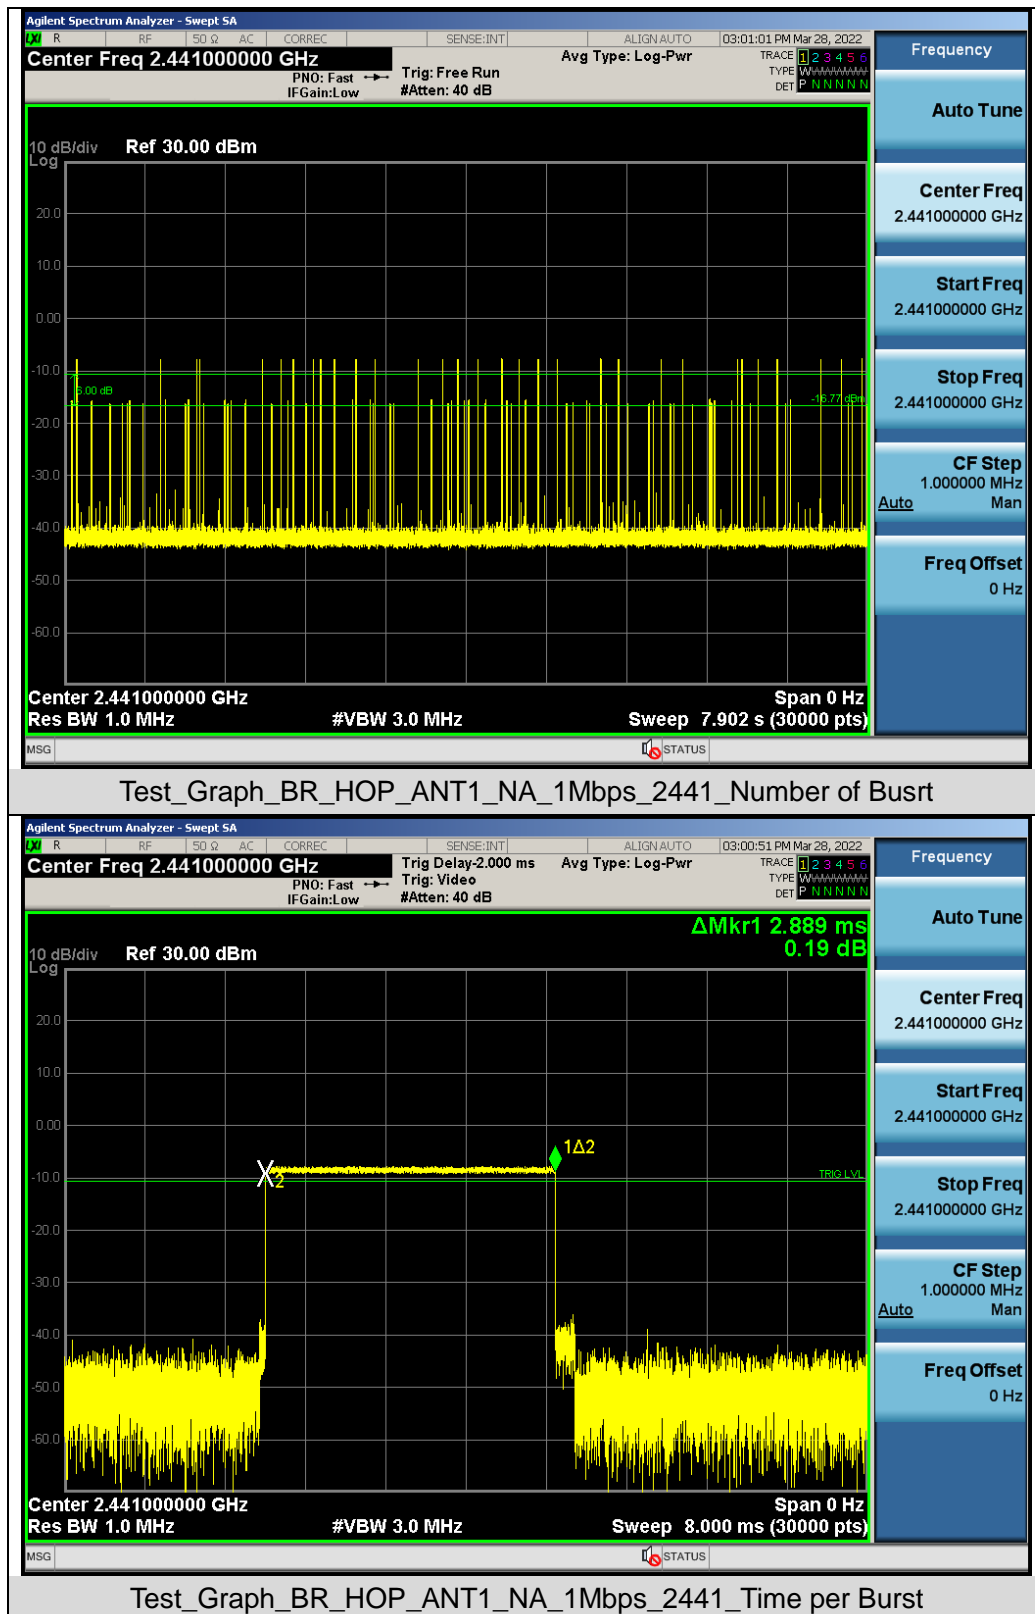 Agilent Spectrum Analyzer - Swept SA
LXI R RF 50 Ω AC CORREC SENSE:INT ALIGN AUTO 03:01:01 PM Mar 28, 2022
Center Freq 2.441000000 GHz
PNO: Fast
IFGain:Low
Trig: Free Run
#Atten: 40 dB
Avg Type: Log-Pwr
TRACE 1 2 3 4 5 6
TYPE WWWWWW
DET P N N N N N
10 dB/div
Log
Ref 30.00 dBm
20.0
10.0
0.00
-10.0
-20.0
-30.0
-40.0
-50.0
-60.0
6.00 dB
-16.77 dBm
Center 2.441000000 GHz
Span 0 Hz
Res BW 1.0 MHz
#VBW 3.0 MHz
Sweep 7.902 s (30000 pts)
MSG
STATUS
Frequency
Auto Tune
Center Freq
2.441000000 GHz
Start Freq
2.441000000 GHz
Stop Freq
2.441000000 GHz
CF Step
1.000000 MHz
Auto Man
Freq Offset
0 Hz
Test_Graph_BR_HOP_ANT1_NA_1Mbps_2441_Number of Busrt
Agilent Spectrum Analyzer - Swept SA
LXI R RF 50 Ω AC CORREC SENSE:INT ALIGN AUTO 03:00:51 PM Mar 28, 2022
Center Freq 2.441000000 GHz
PNO: Fast
IFGain:Low
Trig Delay-2.000 ms
Trig: Video
#Atten: 40 dB
Avg Type: Log-Pwr
TRACE 1 2 3 4 5 6
TYPE WWWWWW
DET P N N N N N
ΔMkr1 2.889 ms
0.19 dB
10 dB/div
Log
Ref 30.00 dBm
20.0
10.0
0.00
-10.0
-20.0
-30.0
-40.0
-50.0
-60.0
1Δ2
2
TRIG LVL
Center 2.441000000 GHz
Span 0 Hz
Res BW 1.0 MHz
#VBW 3.0 MHz
Sweep 8.000 ms (30000 pts)
MSG
STATUS
Frequency
Auto Tune
Center Freq
2.441000000 GHz
Start Freq
2.441000000 GHz
Stop Freq
2.441000000 GHz
CF Step
1.000000 MHz
Auto Man
Freq Offset
0 Hz
Test_Graph_BR_HOP_ANT1_NA_1Mbps_2441_Time per Burst